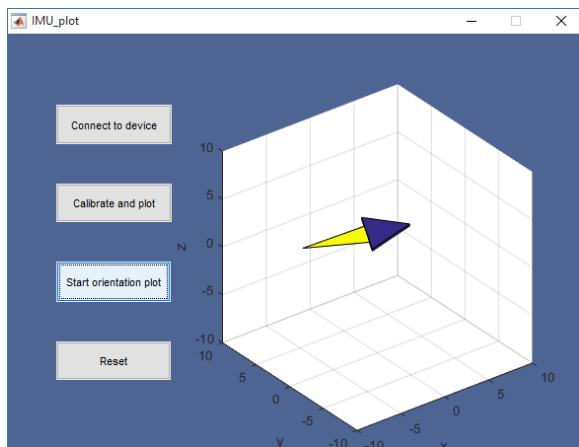 IMU_plot
Connect to device
Calibrate and plot
Start orientation plot
Reset
10
5
0
-5
-10
z
10
5
0
-5
-10
y
-10
-5
0
5
10
x